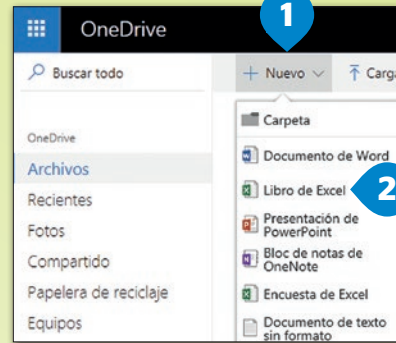 1
OneDrive
Buscar todo
Nuevo
OneDrive
Archivos
Recientes
Fotos
Compartido
Papelera de reciclaje
Equipos
Carpeta
Documento de Word
Libro de Excel
2
Presentación de
PowerPoint
Bloc de notas de
OneNote
Encuesta de Excel
Documento de texto
sin formato